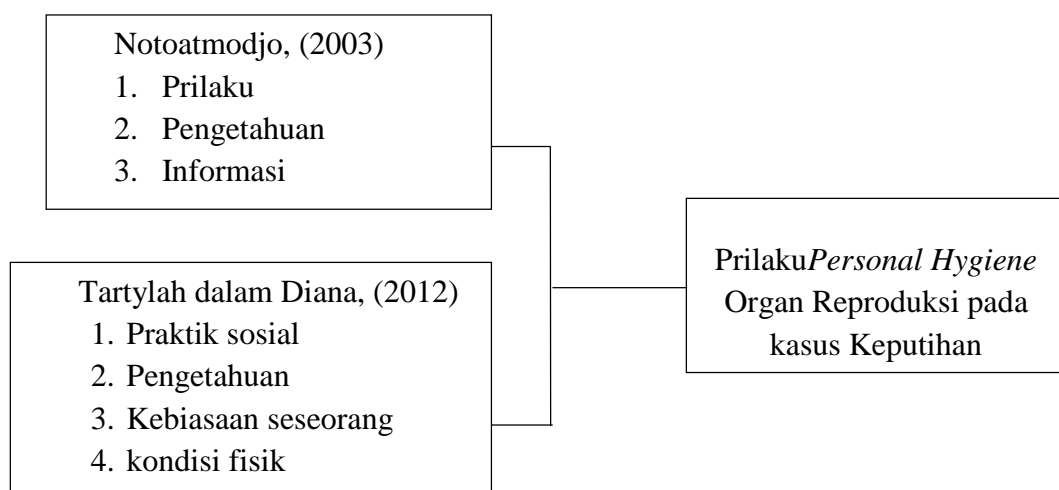 Notoatmodjo, (2003)
1. Prilaku
2. Pengetahuan
3. Informasi
Tartylah dalam Diana, (2012)
1. Praktik sosial
2. Pengetahuan
3. Kebiasaan seseorang
4. kondisi fisik
PrilakuPersonal Hygiene
Organ Reproduksi pada
kasus Keputihan